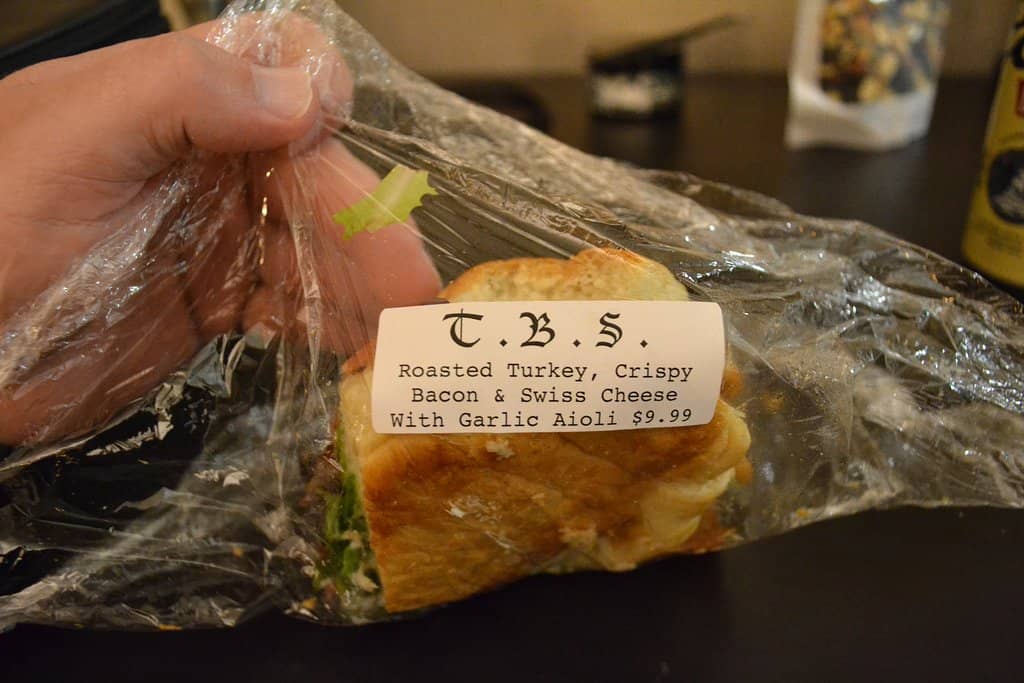 T.B.S.
Roasted Turkey, Crispy
Bacon & Swiss Cheese
With Garlic Aioli $9.99